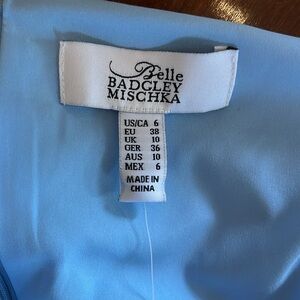 Belle
BADGLEY
MISCHKA
US/CA 6
EU 38
UK 10
GER 36
AUS 10
MEX 6
MADE IN
CHINA